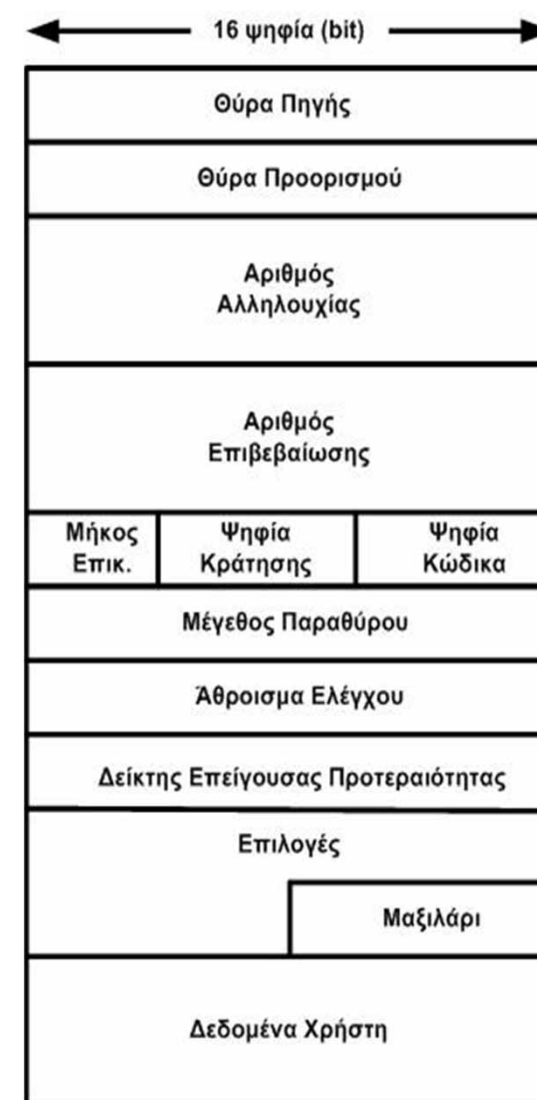 16 ψηφία (bit)
Θύρα Πηγής
Θύρα Προορισμού
Αριθμός
Αλληλουχίας
Αριθμός
Επιβεβαίωσης
Μήκος
Επικ.
Ψηφία
Κράτησης
Ψηφία
Κώδικα
Μέγεθος Παραθύρου
Άθροισμα Ελέγχου
Δείκτης Επείγουσας Προτεραιότητας
Επιλογές
Μαξιλάρι
Δεδομένα Χρήστη